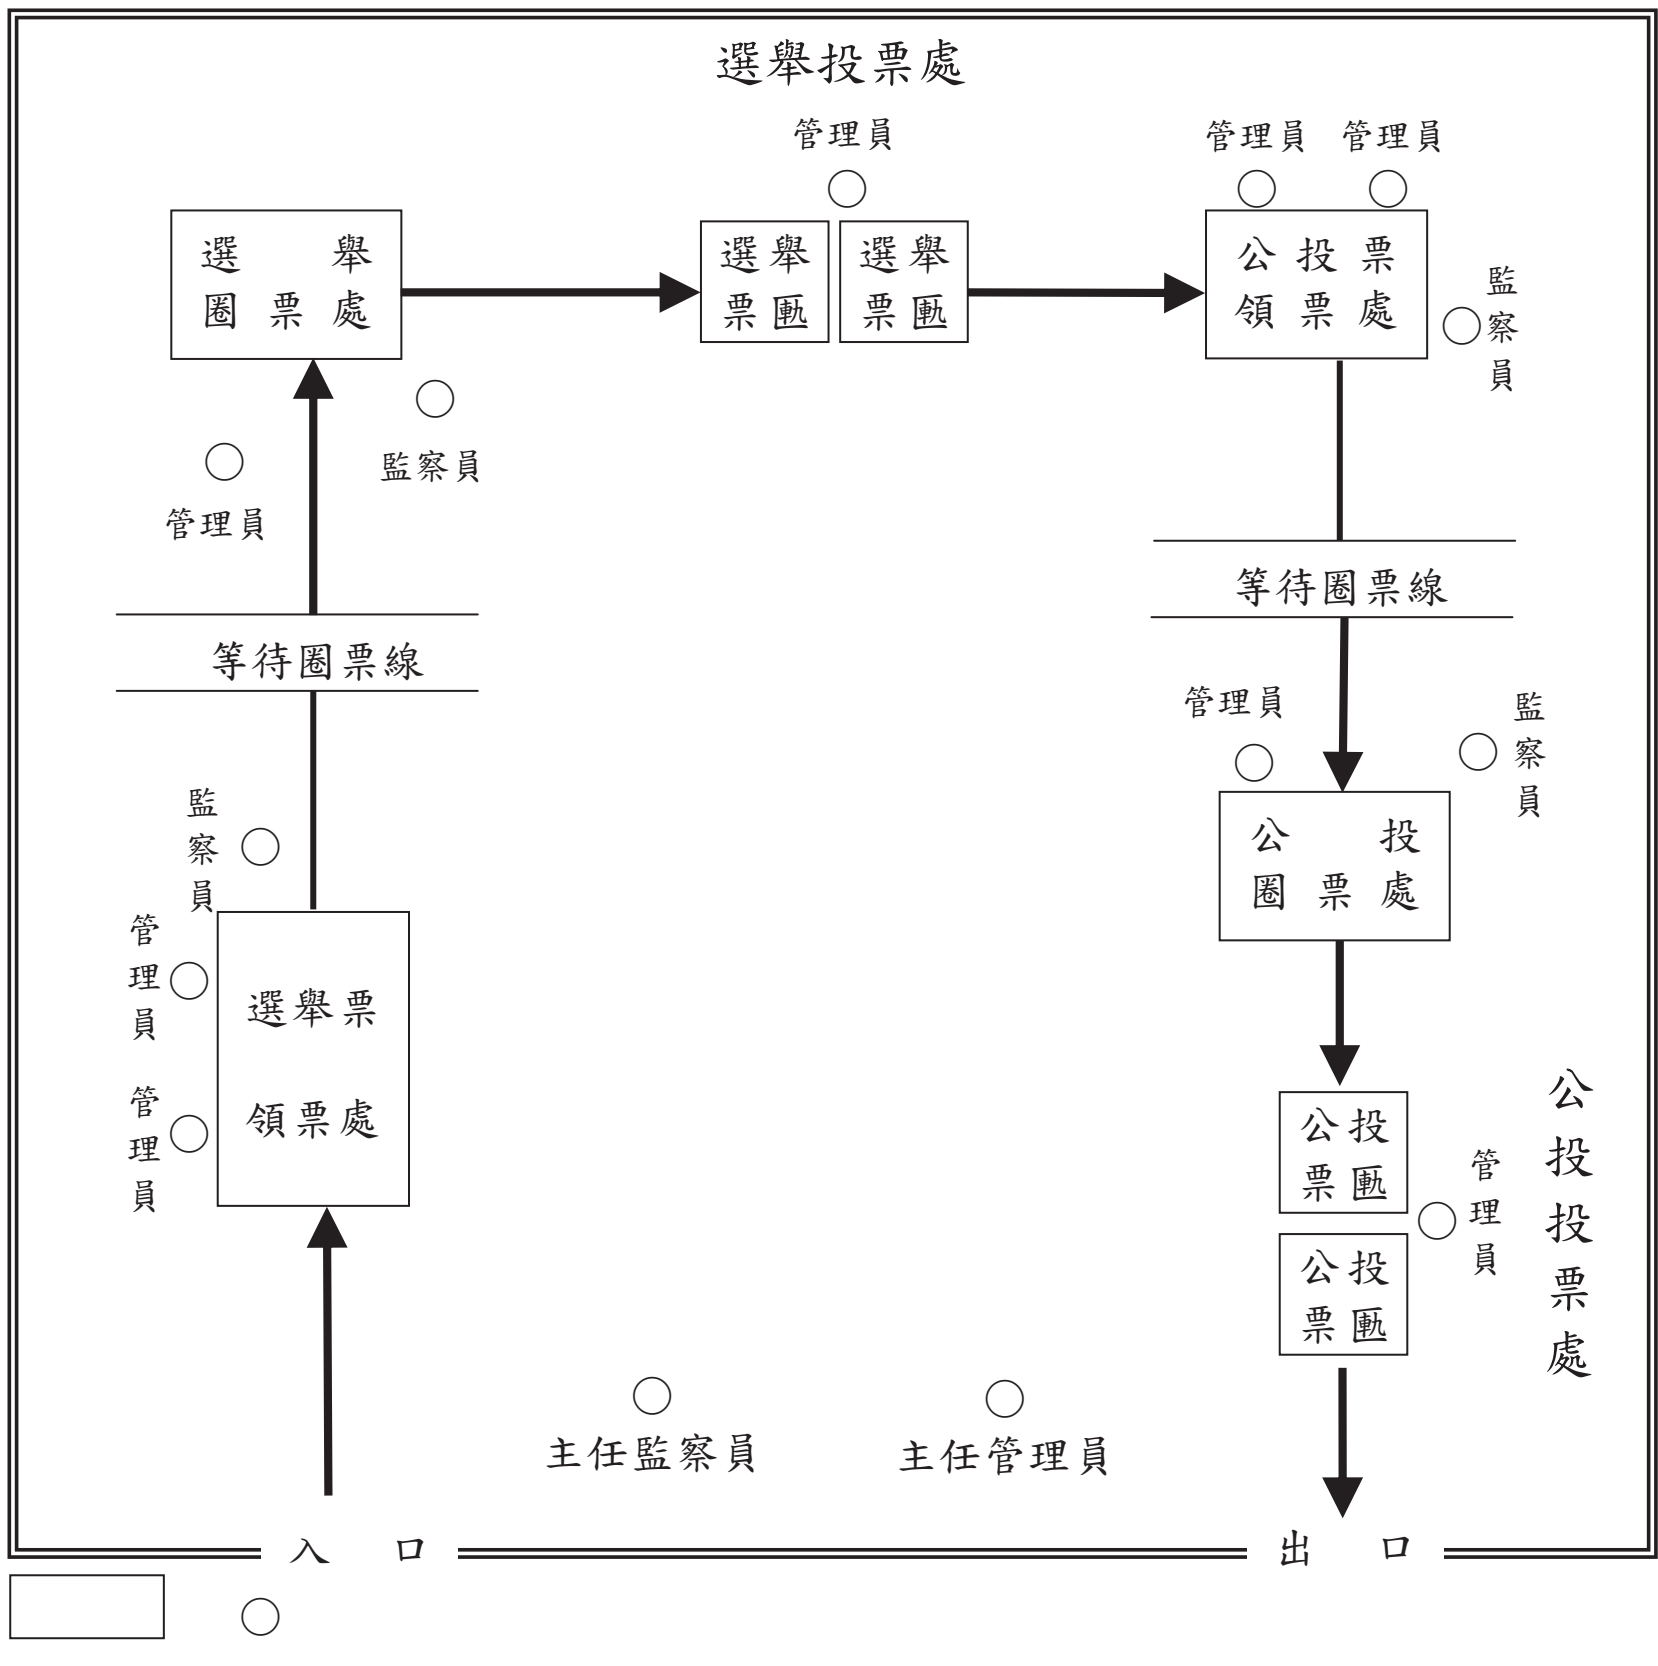 選舉投票處
管理員
管理員
管理員
選舉
圈票處
選舉
票匭
選舉
票匭
公投票
領票處
監察員
監察員
管理員
等待圈票線
等待圈票線
管理員
監察員
監察員
公投
圈票處
管理員
選舉票
領票處
管理員
公投
票匭
管理員
公投
票匭
公投投票處
主任監察員
主任管理員
入口
出口